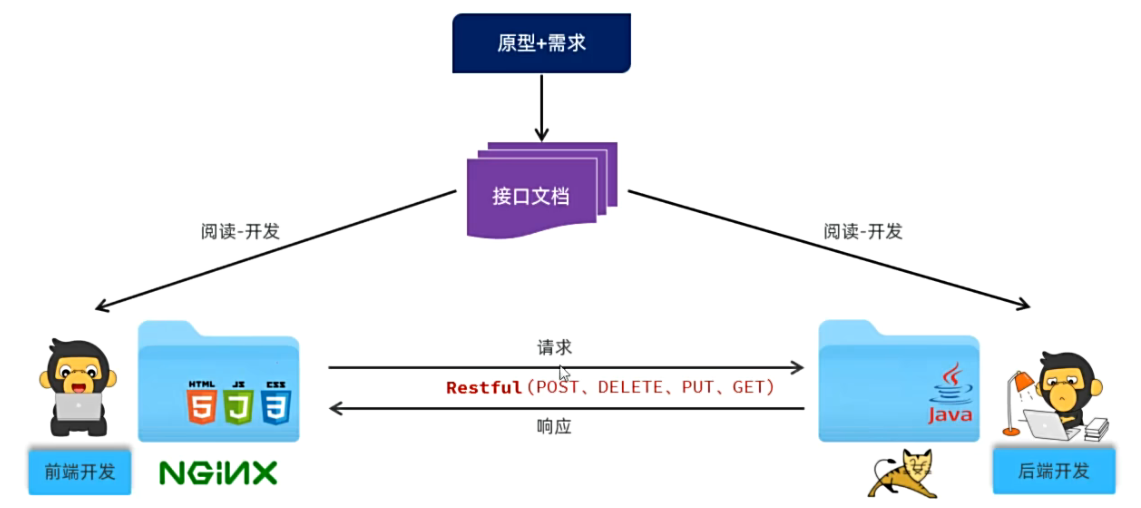 原型+需求
接口文档
阅读-开发
阅读-开发
请求
Restful(POST、DELETE、PUT、GET)
响应
HTML
JS
CSS
5
3
Java
前端开发
NGINX
后端开发